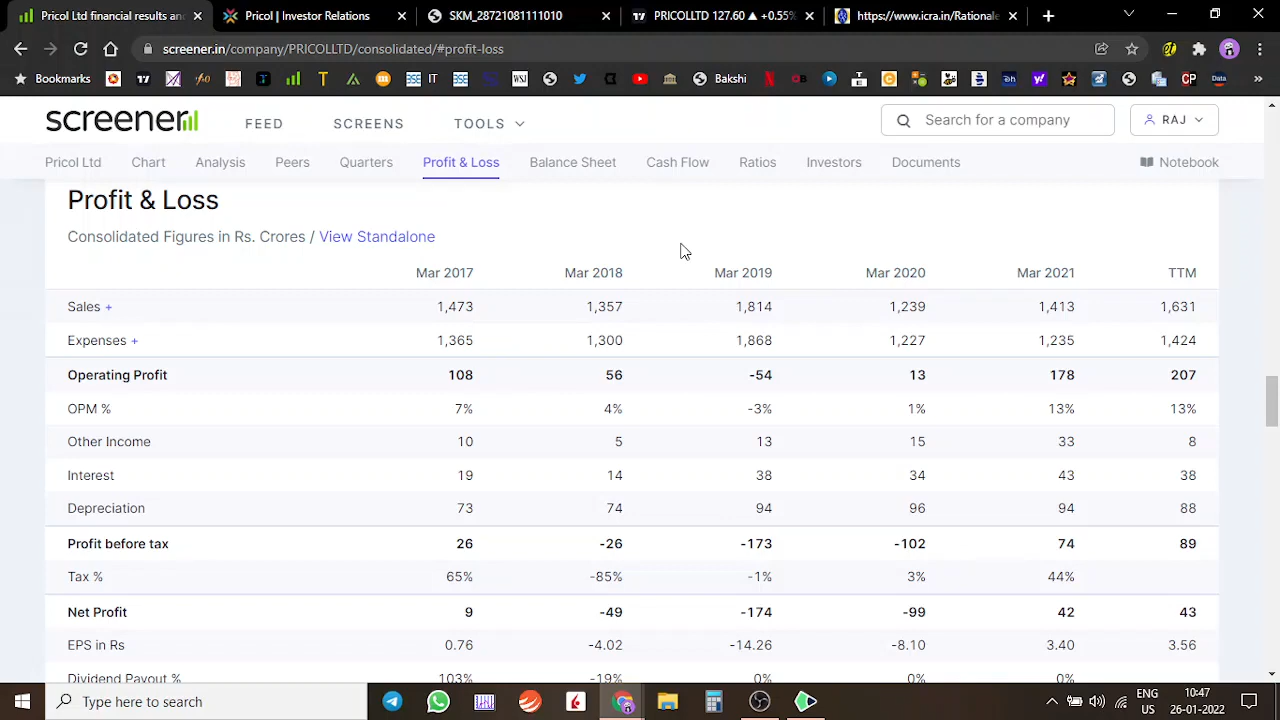 Pricol Ltd financial results and
Pricol | Investor Relations
SKM_28721081111010
PRICOLLTD 127.60 ▲ +0.55%
https://www.icra.in/Rationale
screener.in/company/PRICOLLTD/consolidated/#profit-loss
Bookmarks
IT
WSJ
Bakshi
screener
FEED
SCREENS
TOOLS
Search for a company
RAJ
Pricol Ltd
Chart
Analysis
Peers
Quarters
Profit & Loss
Balance Sheet
Cash Flow
Ratios
Investors
Documents
Notebook
Profit & Loss
Consolidated Figures in Rs. Crores / View Standalone
Mar 2017 Mar 2018 Mar 2019 Mar 2020 Mar 2021 TTM
Sales + 1,473 1,357 1,814 1,239 1,413 1,631
Expenses + 1,365 1,300 1,868 1,227 1,235 1,424
Operating Profit 108 56 -54 13 178 207
OPM % 7% 4% -3% 1% 13% 13%
Other Income 10 5 13 15 33 8
Interest 19 14 38 34 43 38
Depreciation 73 74 94 96 94 88
Profit before tax 26 -26 -173 -102 74 89
Tax % 65% -85% -1% 3% 44%
Net Profit 9 -49 -174 -99 42 43
EPS in Rs 0.76 -4.02 -14.26 -8.10 3.40 3.56
Dividend Payout % 103% -19% 0% 0% 0%
Type here to search
ENG
US
10:47
26-01-2022